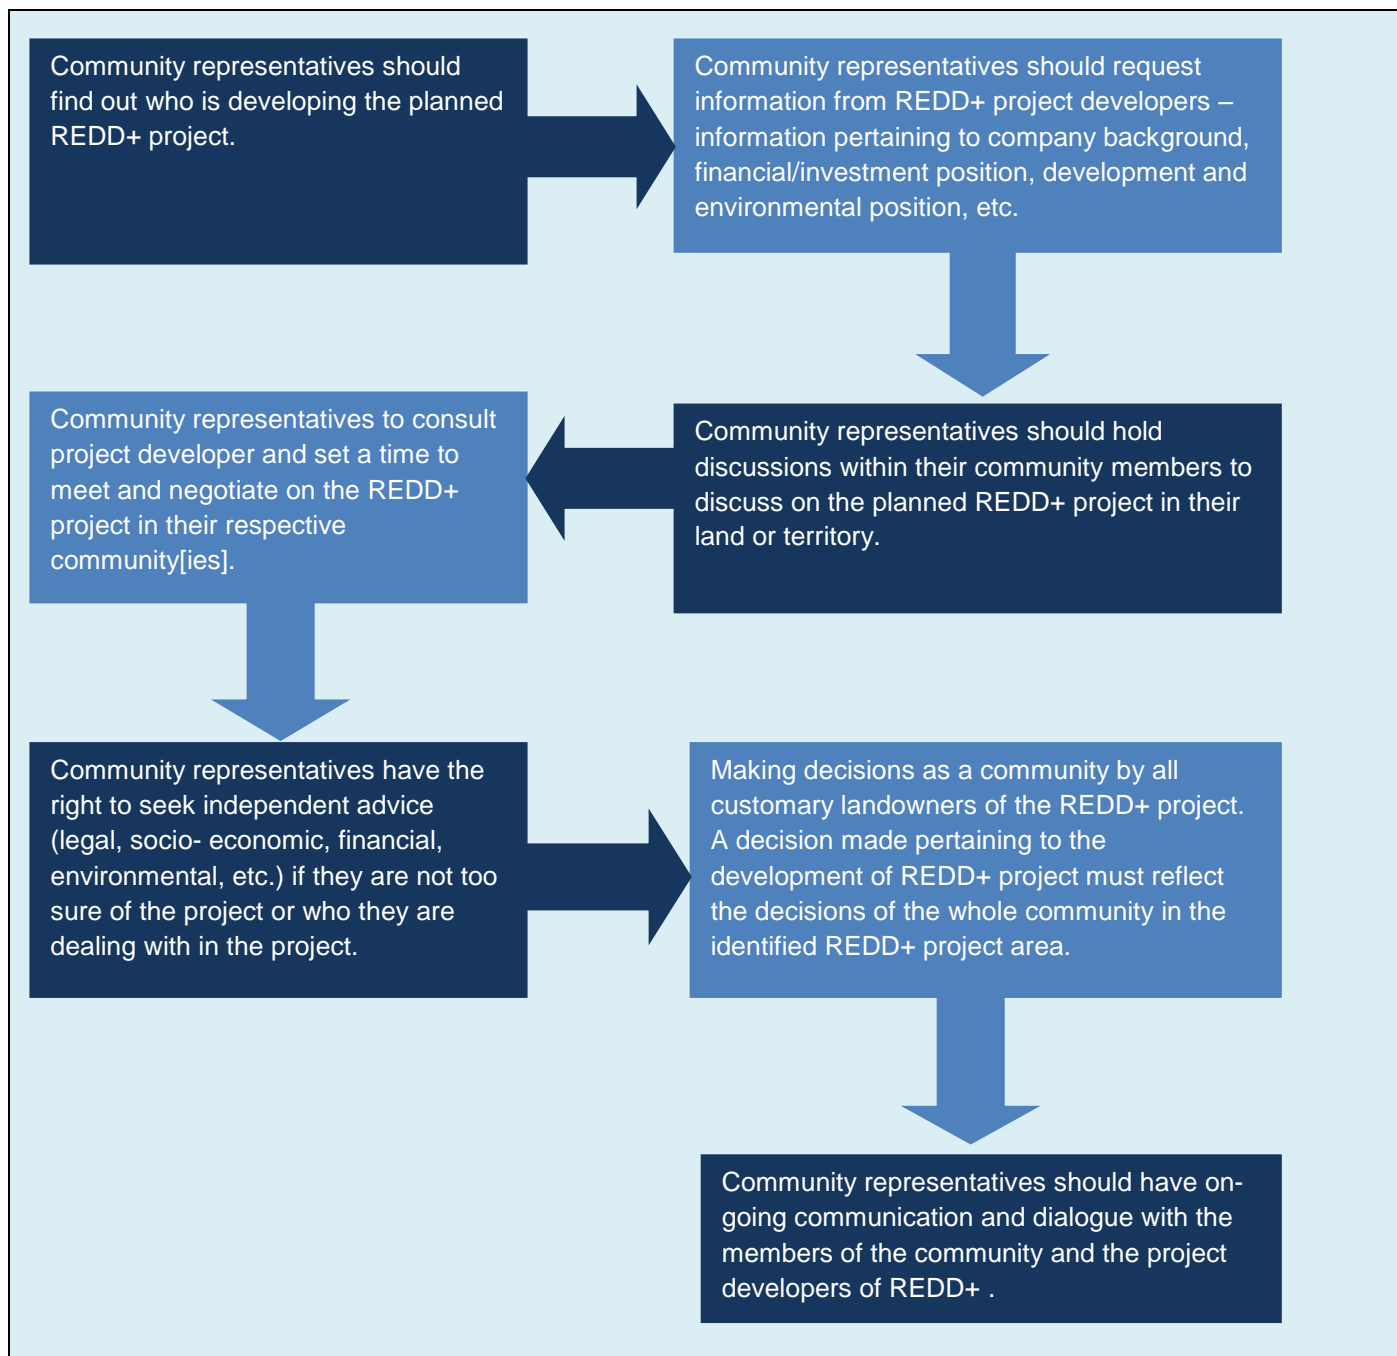 Community representatives should
find out who is developing the planned
REDD+ project.
Community representatives should request
information from REDD+ project developers –
information pertaining to company background,
financial/investment position, development and
environmental position, etc.
Community representatives should hold
discussions within their community members to
discuss on the planned REDD+ project in their
land or territory.
Community representatives to consult
project developer and set a time to
meet and negotiate on the REDD+
project in their respective
community[ies].
Community representatives have the
right to seek independent advice
(legal, socio- economic, financial,
environmental, etc.) if they are not too
sure of the project or who they are
dealing with in the project.
Making decisions as a community by all
customary landowners of the REDD+ project.
A decision made pertaining to the
development of REDD+ project must reflect
the decisions of the whole community in the
identified REDD+ project area.
Community representatives should have on-
going communication and dialogue with the
members of the community and the project
developers of REDD+ .